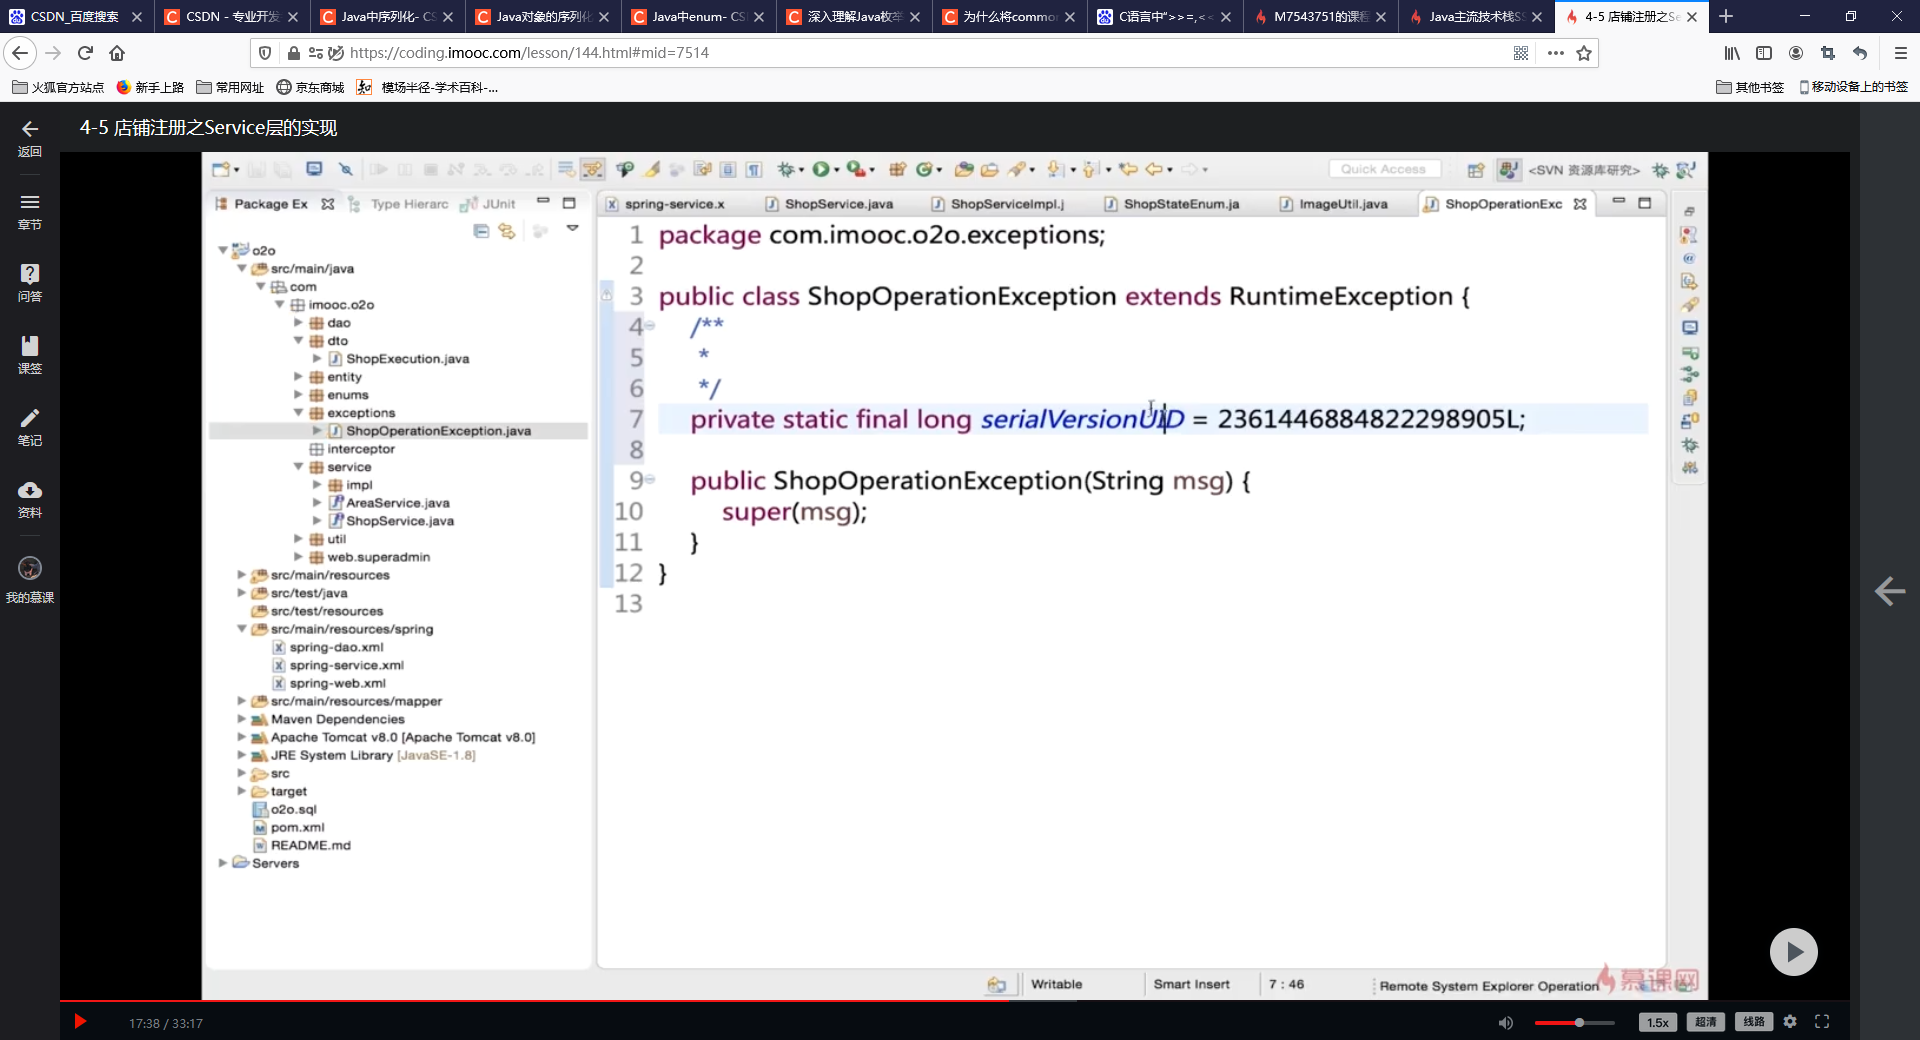 CSDN_百度搜索
CSDN - 专业开发
Java中序列化- CS
Java对象的序列化
Java中enum- CS
深入理解Java枚举
为什么将common
C语言中">>=,<<
M7543751的课程
Java主流技术栈SS
4-5 店铺注册之Se
https://coding.imooc.com/lesson/144.html#mid=7514
火狐官方站点
新手上路
常用网址
京东商城
模场半径-学术百科-...
其他书签
移动设备上的书签
4-5 店铺注册之Service层的实现
返回
章节
问答
课签
笔记
资料
我的慕课
Quick Access
<SVN 资源库研究>
Package Ex
Type Hierarc
JUnit
o2o
src/main/java
com
imooc.o2o
dao
dto
ShopExecution.java
entity
enums
exceptions
ShopOperationException.java
interceptor
service
impl
AreaService.java
ShopService.java
util
web.superadmin
src/main/resources
src/test/java
src/test/resources
src/main/resources/spring
spring-dao.xml
spring-service.xml
spring-web.xml
src/main/resources/mapper
Maven Dependencies
Apache Tomcat v8.0 [Apache Tomcat v8.0]
JRE System Library [JavaSE-1.8]
src
target
o2o.sql
pom.xml
README.md
Servers
spring-service.x
ShopService.java
ShopServiceImpl.j
ShopStateEnum.ja
ImageUtil.java
ShopOperationExc
1 package com.imooc.o2o.exceptions;
2
3 public class ShopOperationException extends RuntimeException {
4 /**
5 *
6 */
7 private static final long serialVersionUID = 2361446884822298905L;
8
9 public ShopOperationException(String msg) {
10 super(msg);
11 }
12 }
13
Writable
Smart Insert
7 : 46
Remote System Explorer Operation
慕课网
17:38 / 33:17
1.5x
超清
线路